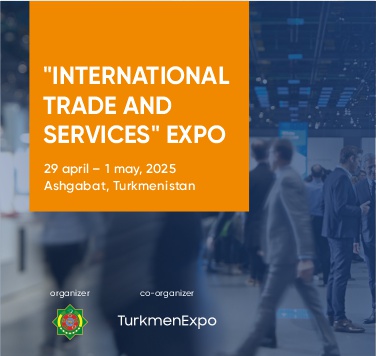 "INTERNATIONAL
TRADE AND
SERVICES" EXPO
29 april – 1 may, 2025
Ashgabat, Turkmenistan
organizer
co-organizer
TurkmenExpo